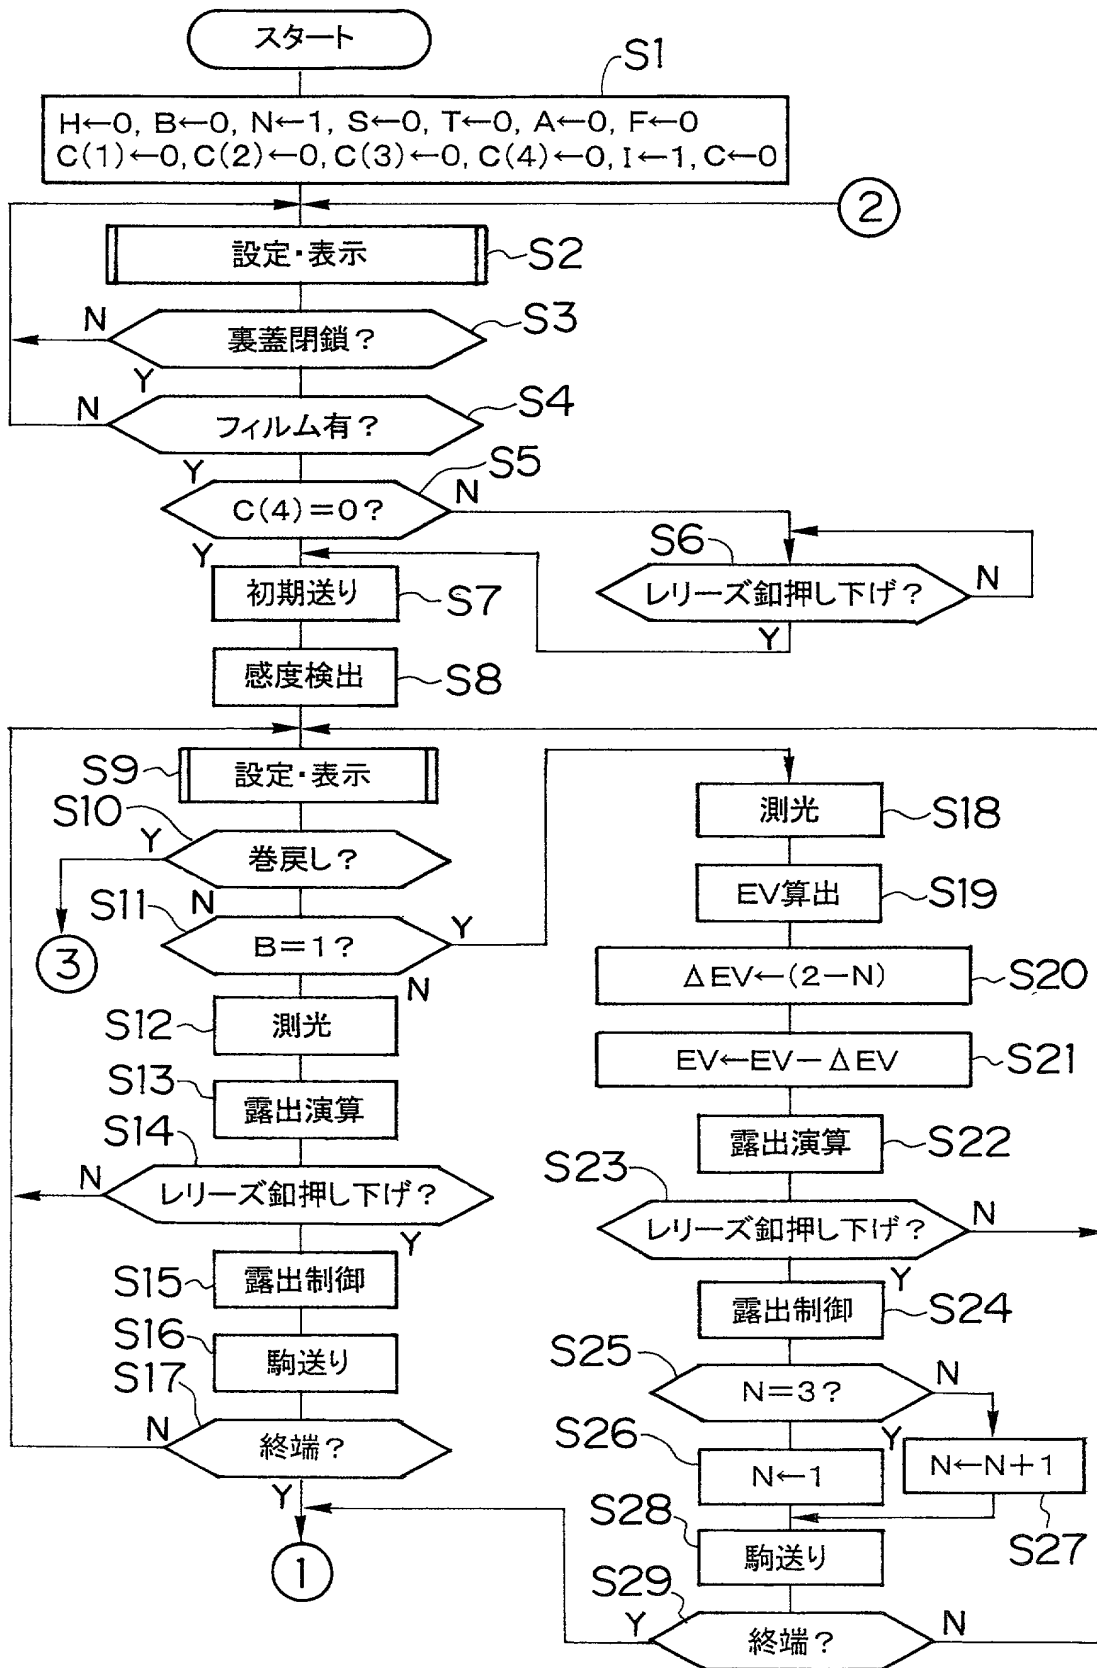 スタート
S1
H←0, B←0, N←1, S←0, T←0, A←0, F←0
C(1)←0, C(2)←0, C(3)←0, C(4)←0, I←1, C←0
2
設定・表示
S2
N
裏蓋閉鎖?
S3
Y
N
フィルム有?
S4
Y
C(4)=0?
S5
N
Y
S6
レリーズ釦押し下げ?
N
Y
初期送り
S7
感度検出
S8
S9
設定・表示
S10
Y
巻戻し?
3
S11
N
B=1?
Y
N
S12
測光
S13
露出演算
S14
N
レリーズ釦押し下げ?
Y
S15
露出制御
S16
駒送り
S17
N
終端?
Y
1
測光
S18
EV算出
S19
ΔEV←(2−N)
S20
EV←EV−ΔEV
S21
露出演算
S22
S23
レリーズ釦押し下げ?
N
Y
露出制御
S24
S25
N=3?
N
Y
S26
N←1
N←N+1
S27
S28
駒送り
S29
Y
終端?
N